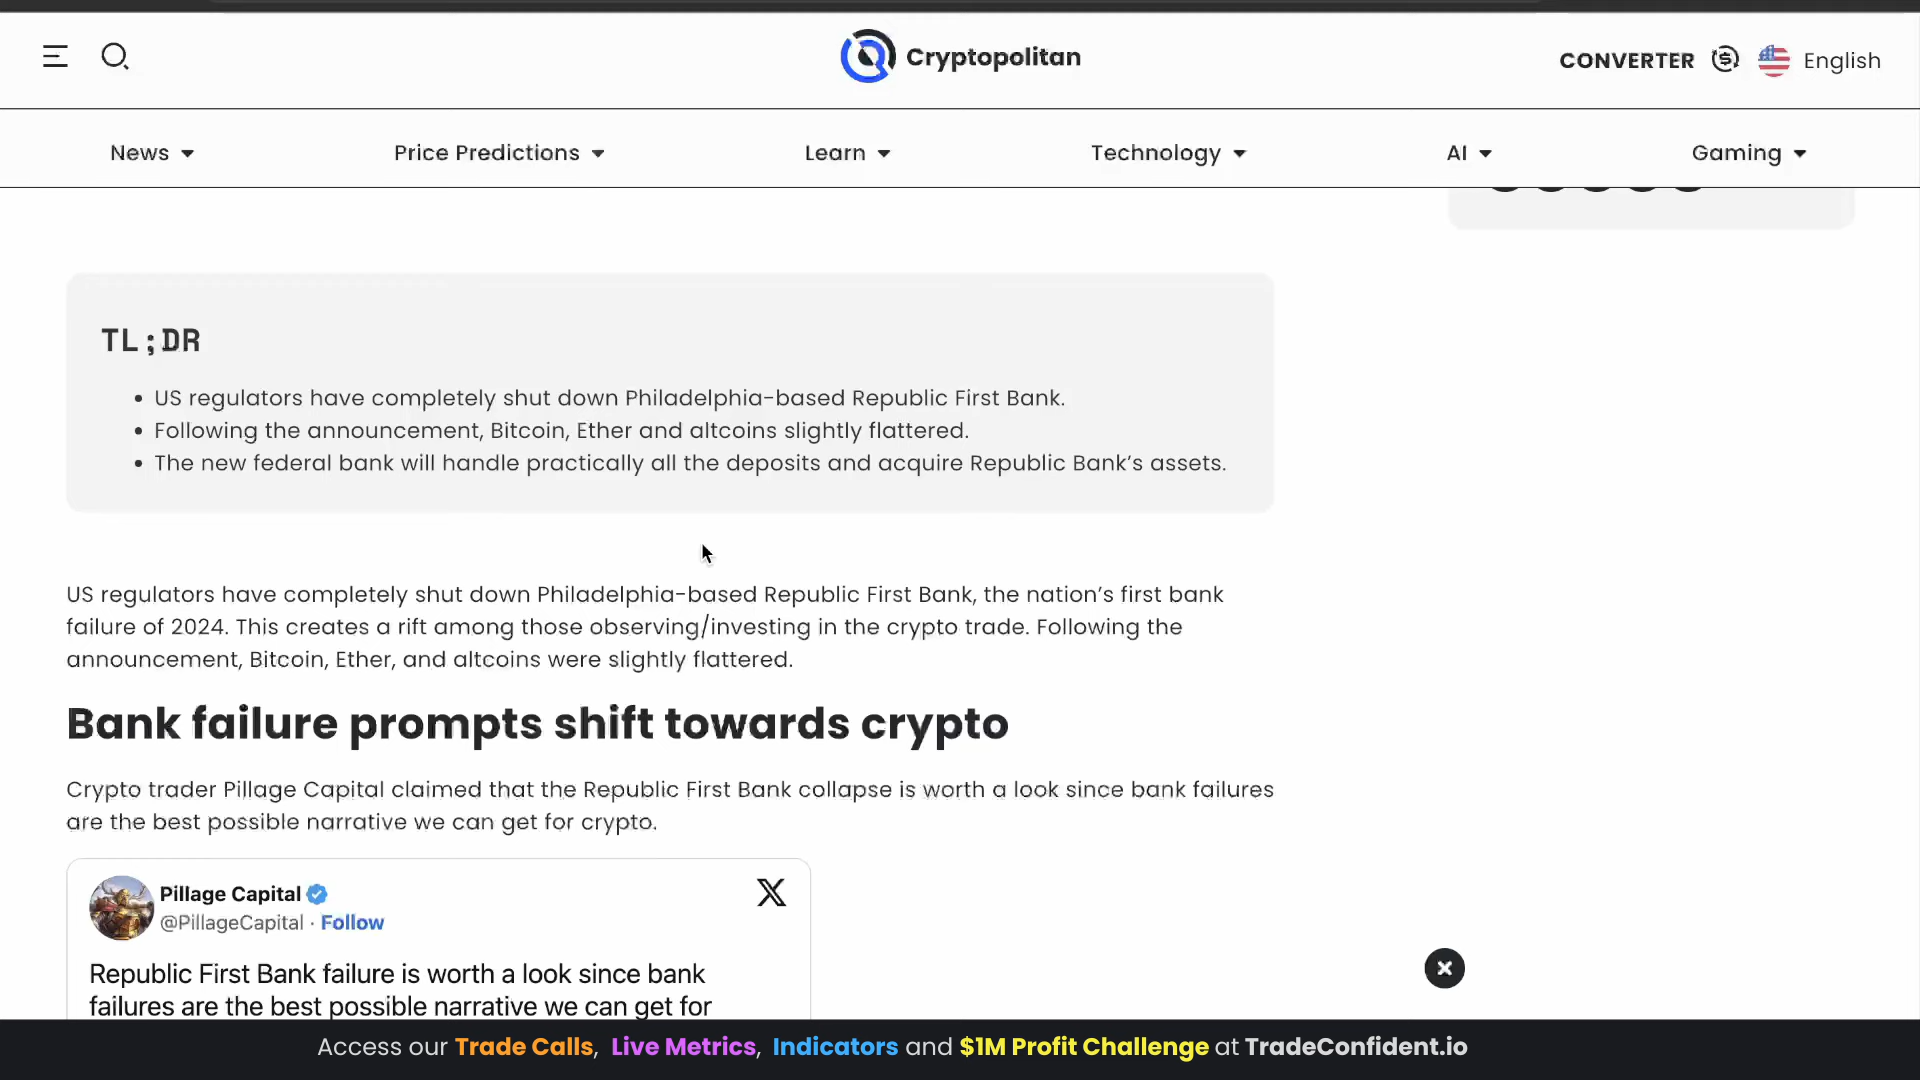 Cryptopolitan
CONVERTER English
News Price Predictions Learn Technology AI Gaming
TL;DR
US regulators have completely shut down Philadelphia-based Republic First Bank.
Following the announcement, Bitcoin, Ether and altcoins slightly flattered.
The new federal bank will handle practically all the deposits and acquire Republic Bank’s assets.
US regulators have completely shut down Philadelphia-based Republic First Bank, the nation’s first bank
failure of 2024. This creates a rift among those observing/investing in the crypto trade. Following the
announcement, Bitcoin, Ether, and altcoins were slightly flattered.
Bank failure prompts shift towards crypto
Crypto trader Pillage Capital claimed that the Republic First Bank collapse is worth a look since bank failures
are the best possible narrative we can get for crypto.
Pillage Capital
@PillageCapital · Follow
Republic First Bank failure is worth a look since bank
failures are the best possible narrative we can get for
Access our Trade Calls, Live Metrics, Indicators and $1M Profit Challenge at TradeConfident.io